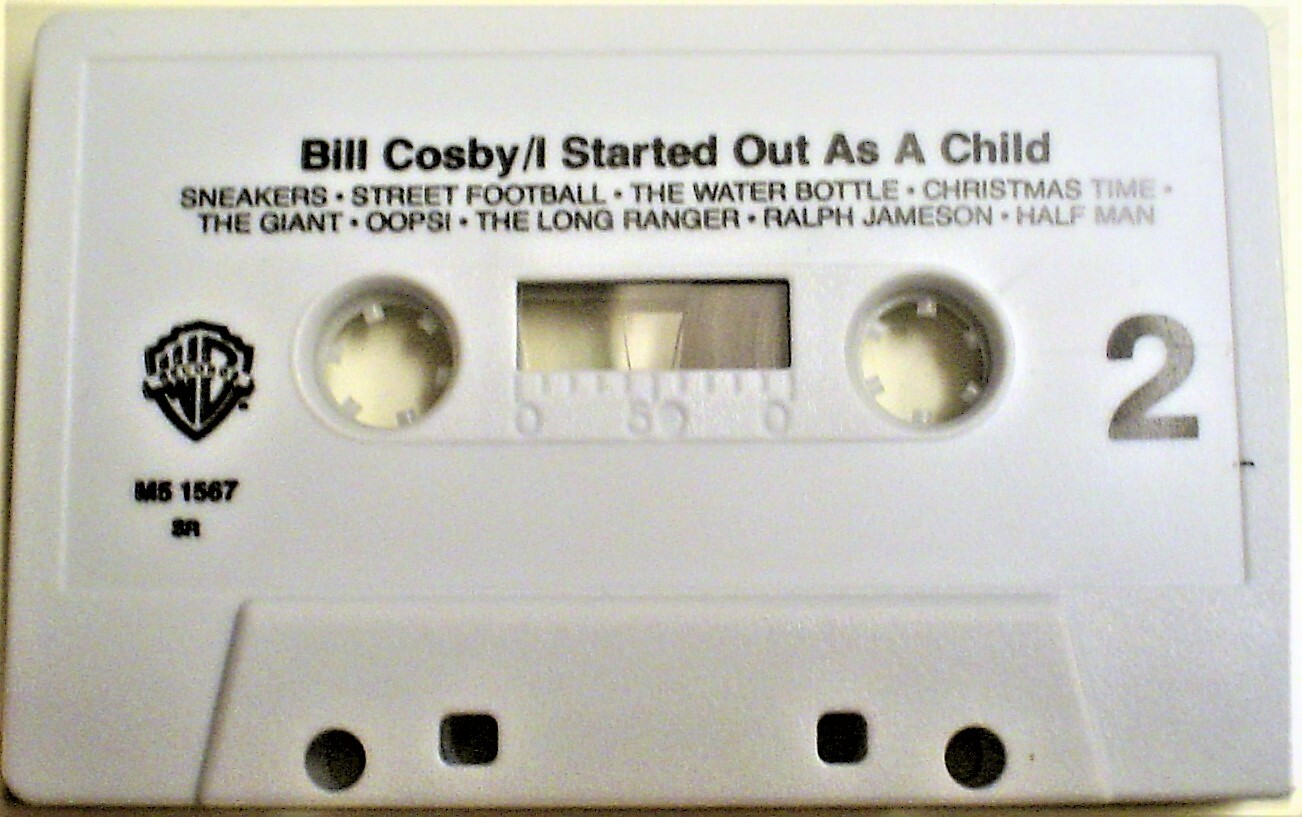 Bill Cosby/I Started Out As A Child
SNEAKERS • STREET FOOTBALL • THE WATER BOTTLE • CHRISTMAS TIME •
THE GIANT • OOPS! • THE LONG RANGER • RALPH JAMESON • HALF MAN
2
0 50 0
M5 1567
SR